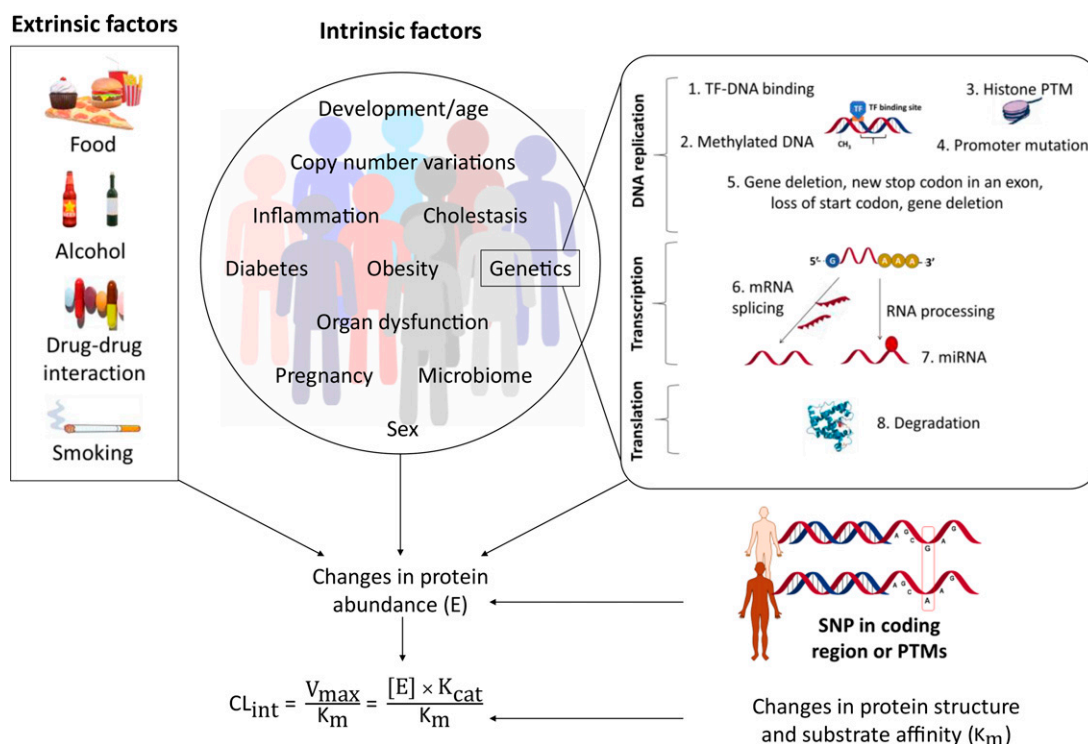 Extrinsic factors
Food
Alcohol
Drug-drug
interaction
Smoking
Intrinsic factors
Development/age
Copy number variations
Inflammation
Cholestasis
Diabetes
Obesity
Genetics
Organ dysfunction
Pregnancy
Microbiome
Sex
DNA replication
1. TF-DNA binding
TF
TF binding site
CH₃
3. Histone PTM
2. Methylated DNA
4. Promoter mutation
5. Gene deletion, new stop codon in an exon,
loss of start codon, gene deletion
Transcription
5‘- G A A A - 3’
6. mRNA
splicing
RNA processing
7. miRNA
Translation
8. Degradation
Changes in protein
abundance (E)
CLint = Vmax / Km = [E] × Kcat / Km
A G C G A G
A G C A A G
SNP in coding
region or PTMs
Changes in protein structure
and substrate affinity (Km)